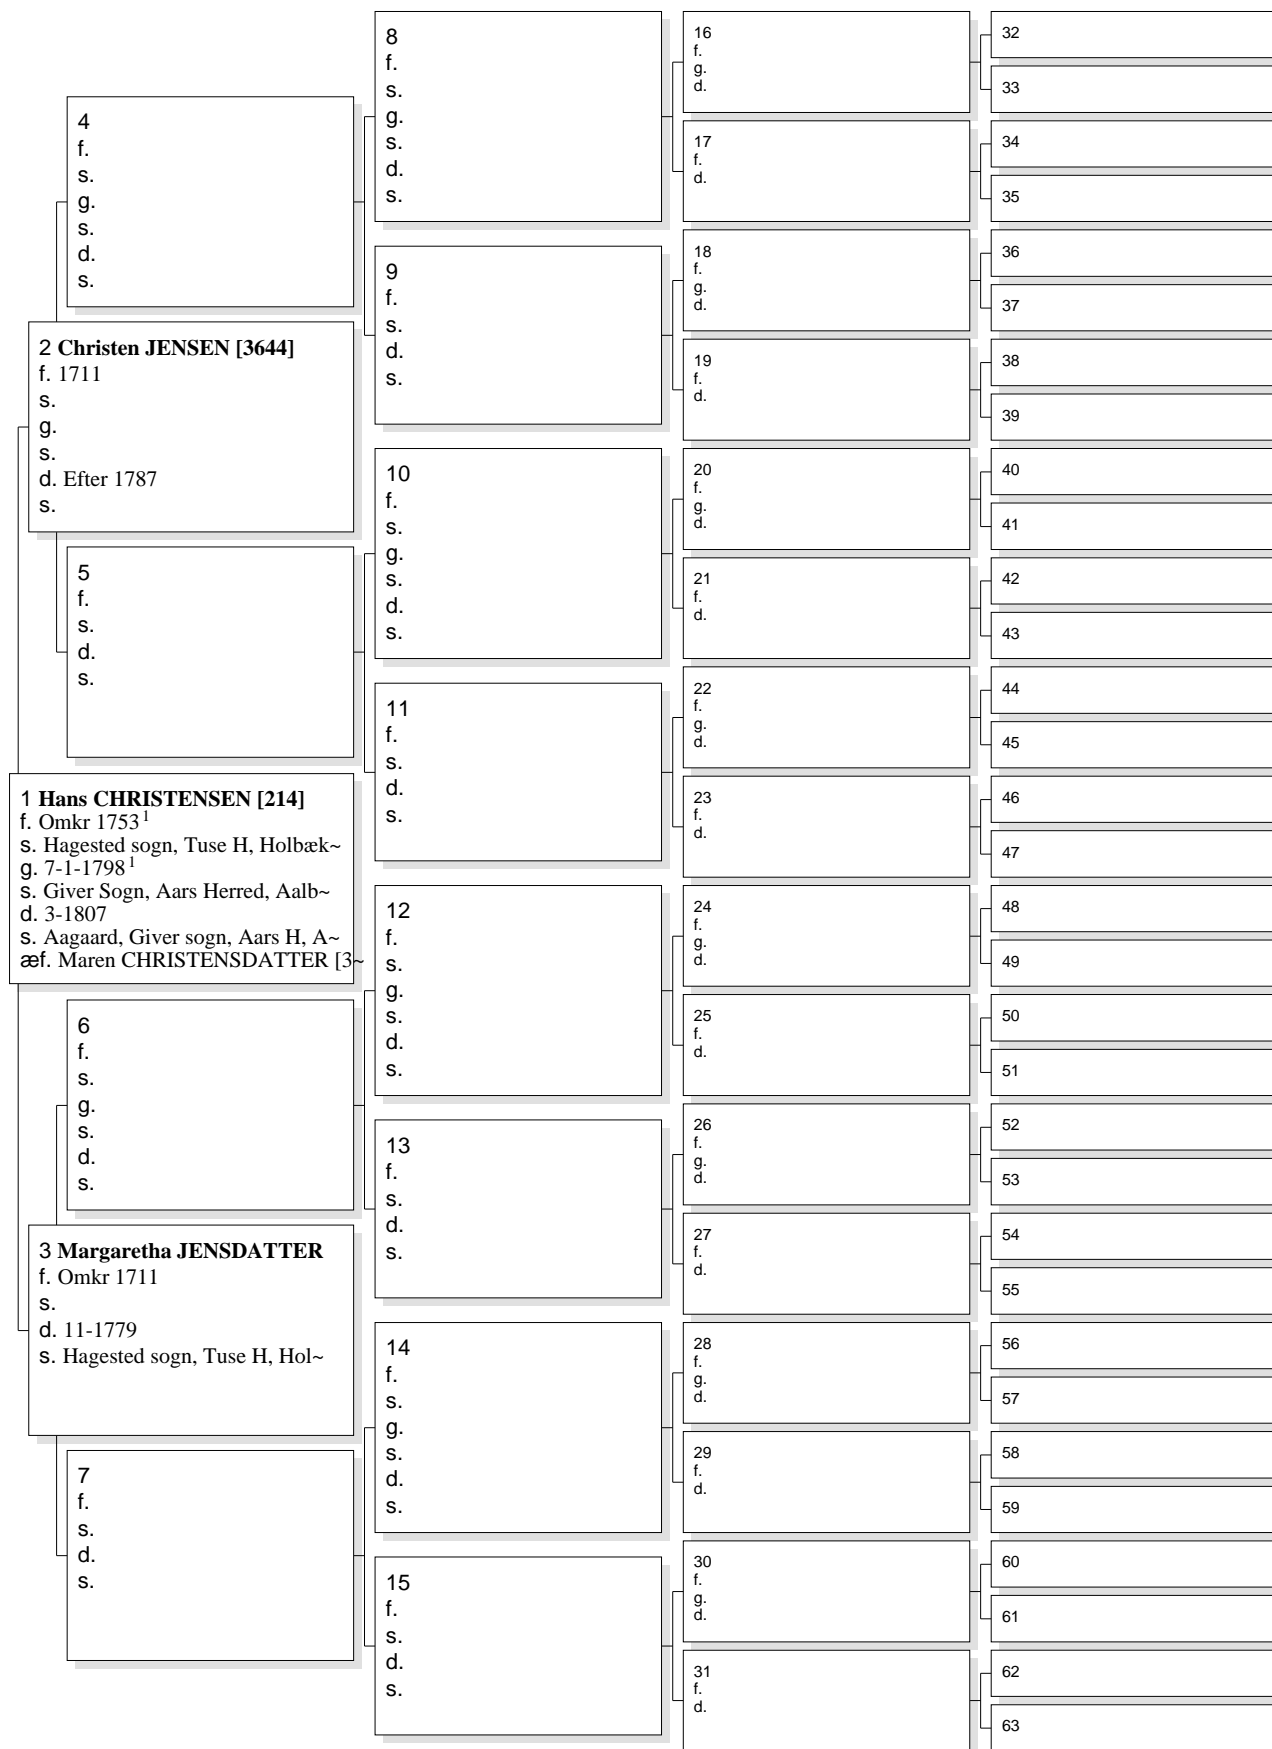 4
f.
s.
g.
s.
d.
s.
2 Christen JENSEN [3644]
f. 1711
s.
g.
s.
d. Efter 1787
s.
5
f.
s.
d.
s.
1 Hans CHRISTENSEN [214]
f. Omkr 1753 1
s. Hagested sogn, Tuse H, Holbæk~
g. 7-1-1798 1
s. Giver Sogn, Aars Herred, Aalb~
d. 3-1807
s. Aagaard, Giver sogn, Aars H, A~
æf. Maren CHRISTENSDATTER [3~
6
f.
s.
g.
s.
d.
s.
3 Margaretha JENSDATTER
f. Omkr 1711
s.
d. 11-1779
s. Hagested sogn, Tuse H, Hol~
7
f.
s.
d.
s.
8
f.
s.
g.
s.
d.
s.
9
f.
s.
d.
s.
10
f.
s.
g.
s.
d.
s.
11
f.
s.
d.
s.
12
f.
s.
g.
s.
d.
s.
13
f.
s.
d.
s.
14
f.
s.
g.
s.
d.
s.
15
f.
s.
d.
s.
16
f.
g.
d.
17
f.
d.
18
f.
g.
d.
19
f.
d.
20
f.
g.
d.
21
f.
d.
22
f.
g.
d.
23
f.
d.
24
f.
g.
d.
25
f.
d.
26
f.
g.
d.
27
f.
d.
28
f.
g.
d.
29
f.
d.
30
f.
g.
d.
31
f.
d.
32
33
34
35
36
37
38
39
40
41
42
43
44
45
46
47
48
49
50
51
52
53
54
55
56
57
58
59
60
61
62
63